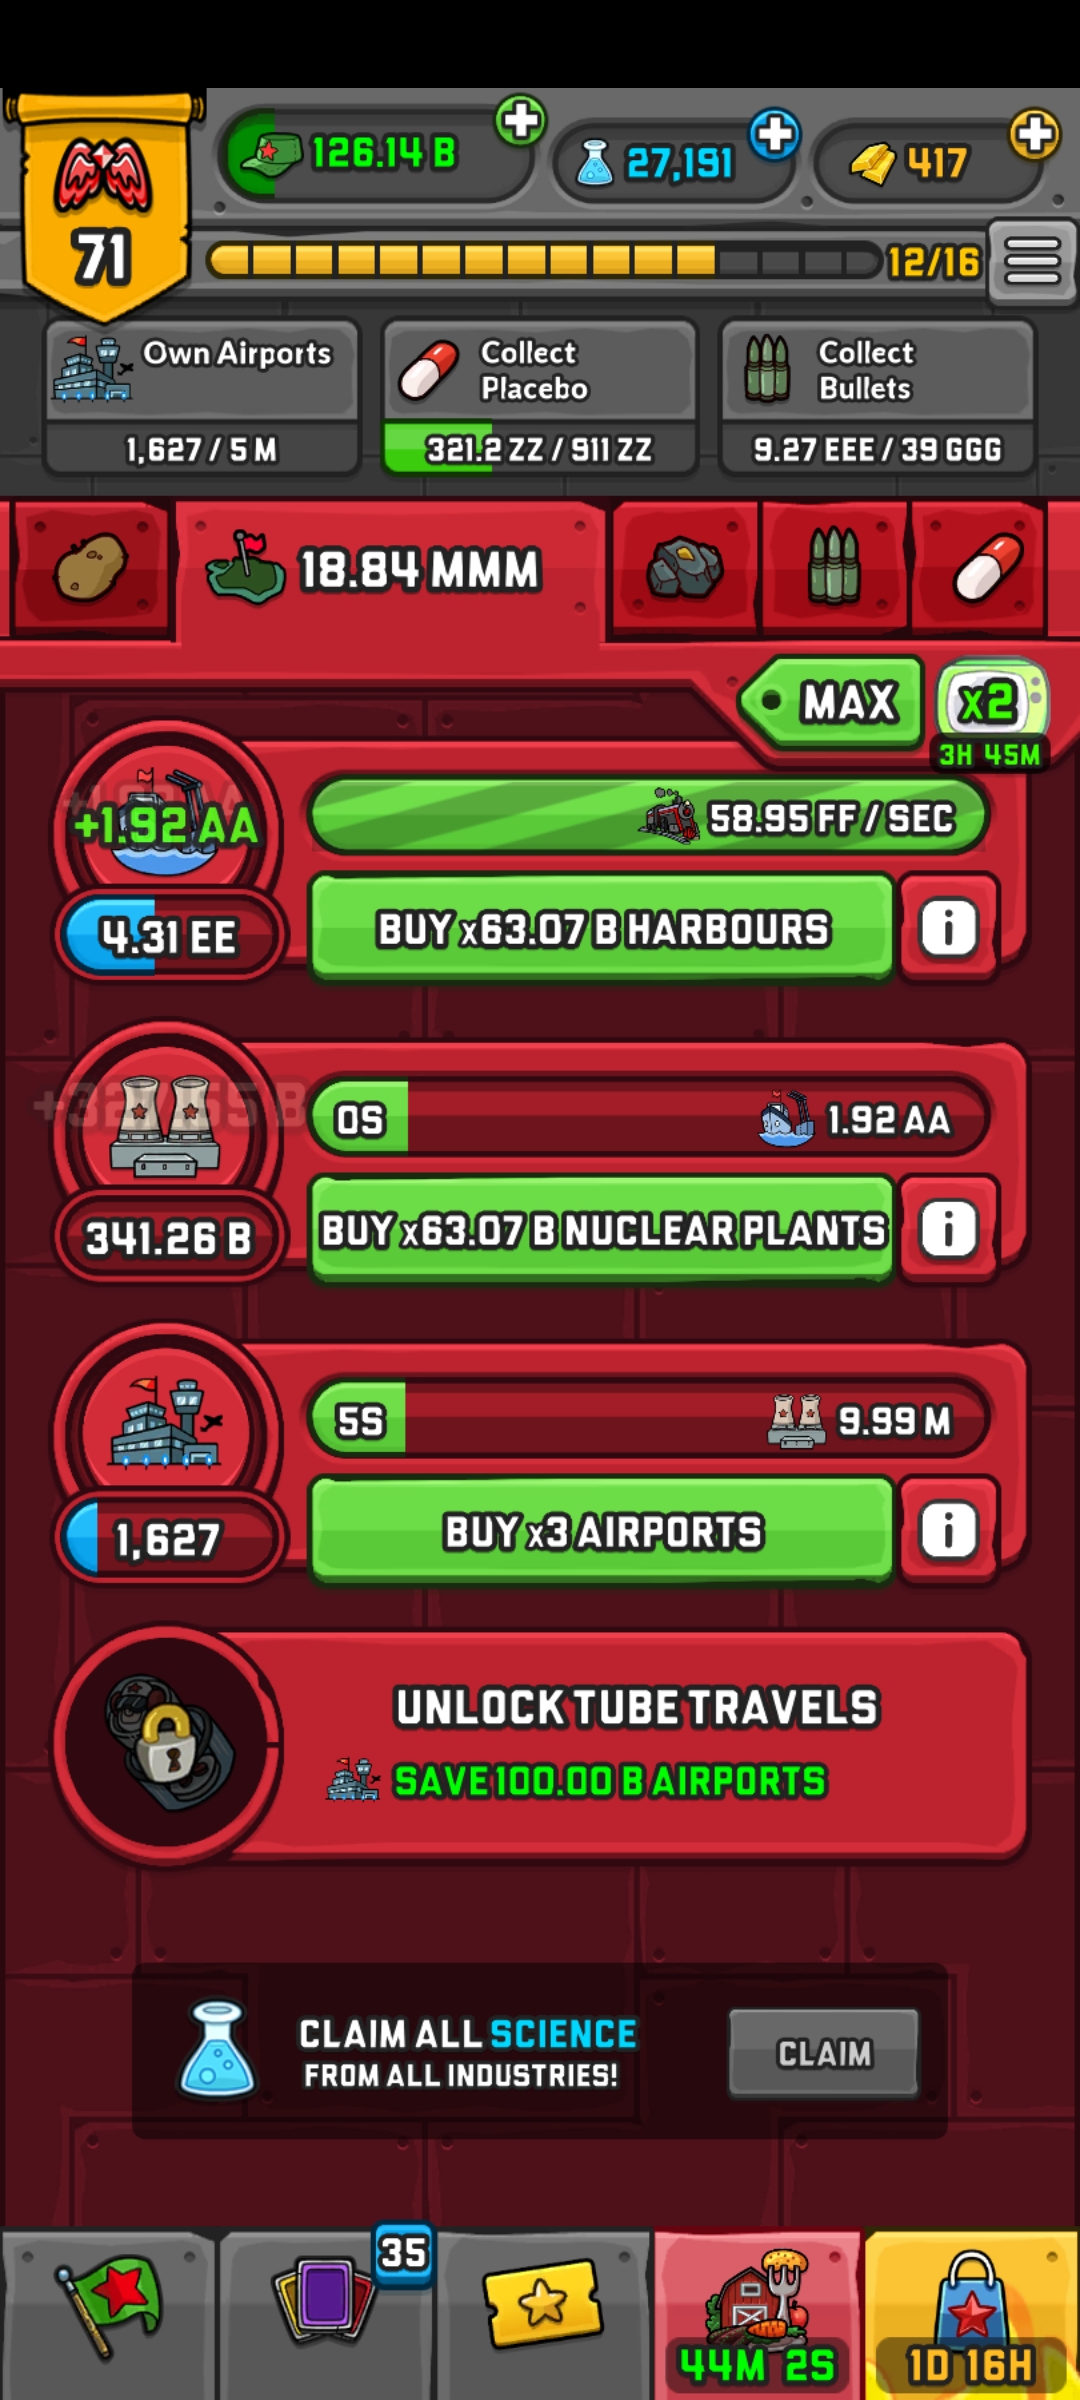 126.14 B
27,191
417
71
12/16
Own Airports
1,627 / 5 M
Collect
Placebo
321.2 ZZ / 911 ZZ
Collect
Bullets
9.27 EEE / 39 GGG
18.84 MMM
MAX
x2
3H 45M
+1.92 AA
58.95 FF / SEC
4.31 EE
BUY x63.07 B HARBOURS
i
0S
1.92 AA
341.26 B
BUY x63.07 B NUCLEAR PLANTS
i
5S
9.99 M
1,627
BUY x3 AIRPORTS
i
UNLOCK TUBE TRAVELS
SAVE 100.00 B AIRPORTS
CLAIM ALL SCIENCE
FROM ALL INDUSTRIES!
CLAIM
35
44M 2S
1D 16H